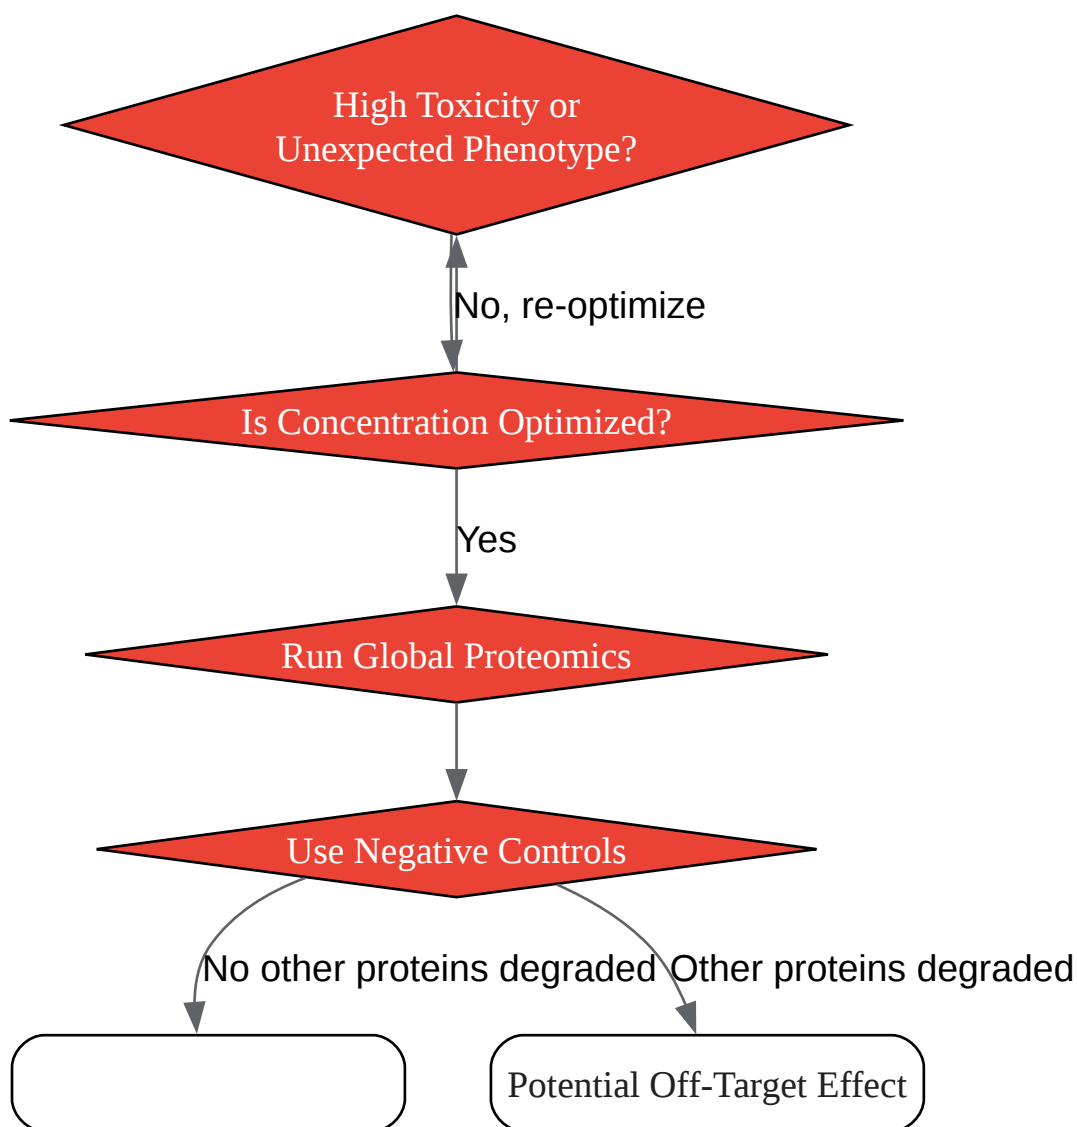 High Toxicity or
Unexpected Phenotype?
No, re-optimize
Is Concentration Optimized?
Yes
Run Global Proteomics
Use Negative Controls
No other proteins degraded
Other proteins degraded
Potential Off-Target Effect